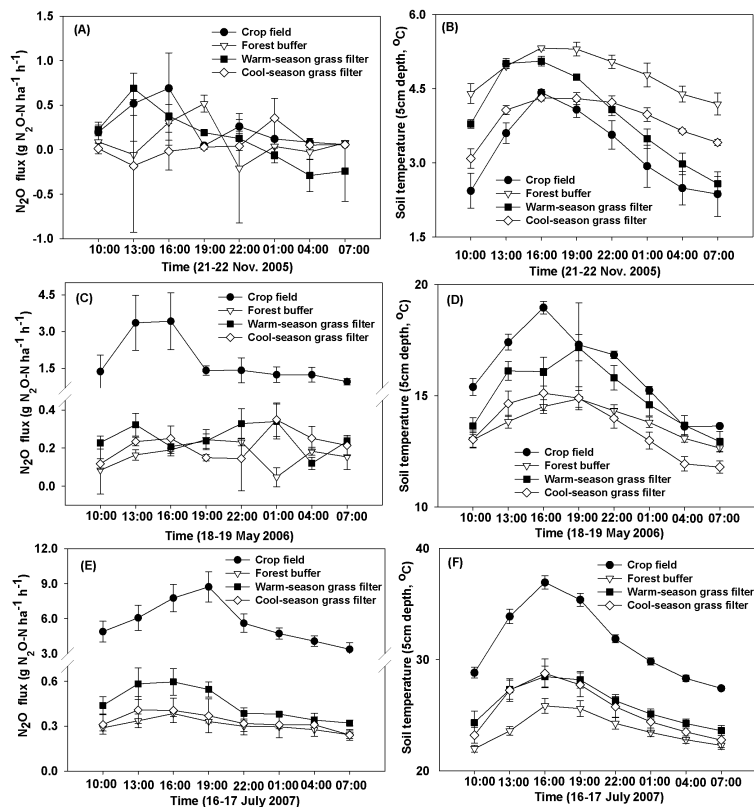 (A)
N2O flux (g N2O–N ha–1 h–1)
1.0
0.5
0.0
-0.5
-1.0
Crop field
Forest buffer
Warm-season grass filter
Cool-season grass filter
10:00 13:00 16:00 19:00 22:00 01:00 04:00 07:00
Time (21-22 Nov. 2005)
(B)
Soil temperature (5cm depth, oC)
6.0
4.5
3.0
1.5
Crop field
Forest buffer
Warm-season grass filter
Cool-season grass filter
10:00 13:00 16:00 19:00 22:00 01:00 04:00 07:00
Time (21-22 Nov. 2005)
(C)
N2O flux (g N2O–N ha–1 h–1)
4.5
3.0
1.5
0.4
0.2
0.0
Crop field
Forest buffer
Warm-season grass filter
Cool-season grass filter
10:00 13:00 16:00 19:00 22:00 01:00 04:00 07:00
Time (18-19 May 2006)
(D)
Soil temperature (5cm depth, oC)
20
15
10
Crop field
Forest buffer
Warm-season grass filter
Cool-season grass filter
10:00 13:00 16:00 19:00 22:00 01:00 04:00 07:00
Time (18-19 May 2006)
(E)
N2O flux (g N2O–N ha–1 h–1)
12.0
9.0
6.0
3.0
0.6
0.3
0.0
Crop field
Forest buffer
Warm-season grass filter
Cool-season grass filter
10:00 13:00 16:00 19:00 22:00 01:00 04:00 07:00
Time (16-17 July 2007)
(F)
Soil temperature (5cm depth, oC)
40
30
20
Crop field
Forest buffer
Warm-season grass filter
Cool-season grass filter
10:00 13:00 16:00 19:00 22:00 01:00 04:00 07:00
Time (16-17 July 2007)